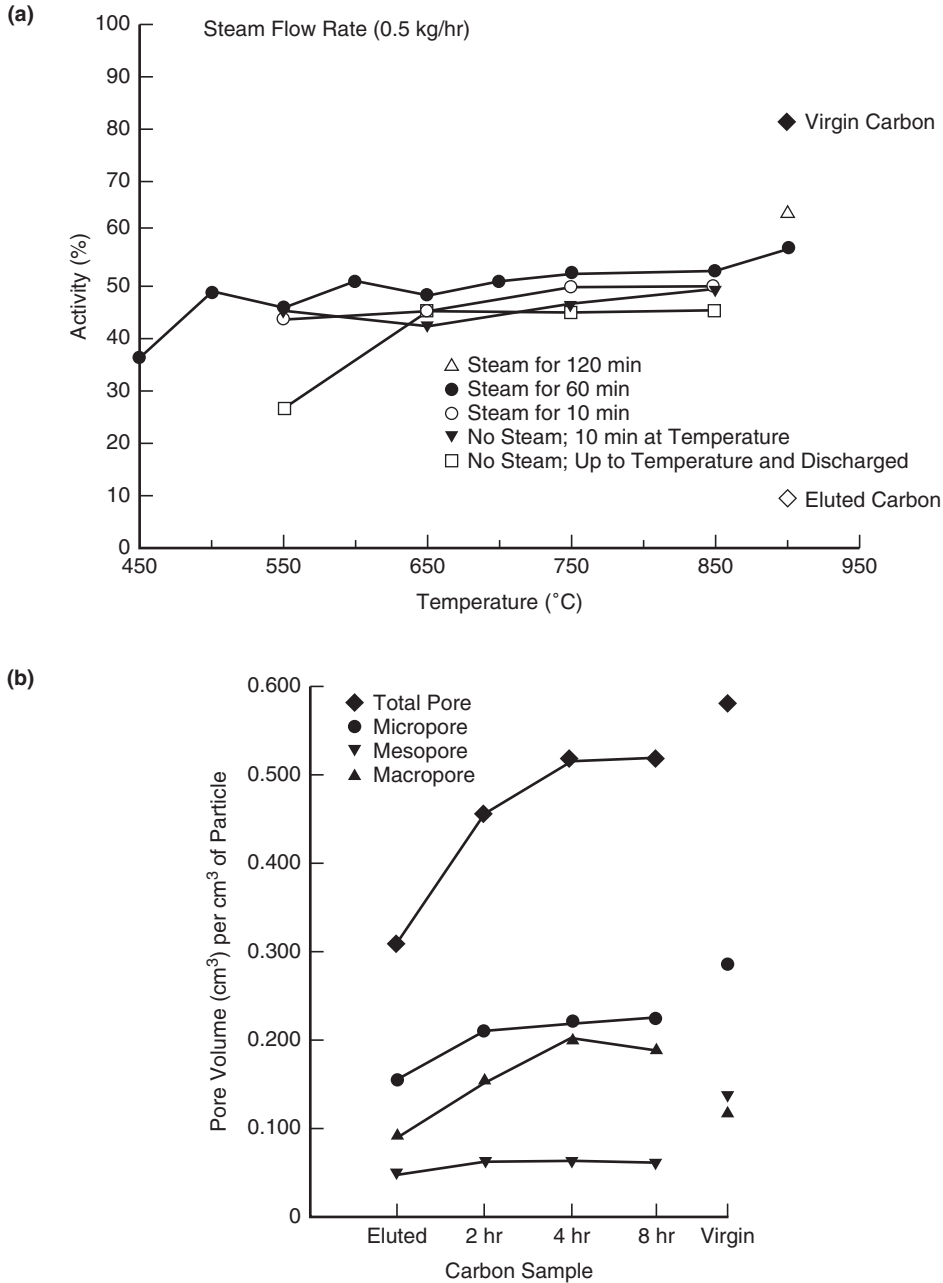 (a)
Steam Flow Rate (0.5 kg/hr)
100
90
80
70
60
50
40
30
20
10
0
Activity (%)
Virgin Carbon
Steam for 120 min
Steam for 60 min
Steam for 10 min
No Steam; 10 min at Temperature
No Steam; Up to Temperature and Discharged
Eluted Carbon
450 550 650 750 850 950
Temperature (˚C)
(b)
0.600
0.500
0.400
0.300
0.200
0.100
0
Pore Volume (cm³) per cm³ of Particle
Total Pore
Micropore
Mesopore
Macropore
Eluted 2 hr 4 hr 8 hr Virgin
Carbon Sample